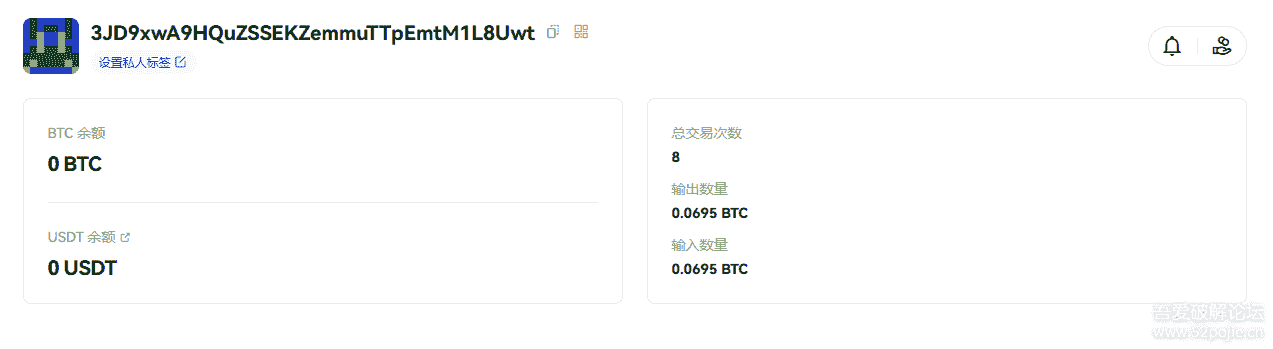 3JD9xwA9HQuZSSEKZemmuTTpEmtM1L8Uwt
设置私人标签
BTC 余额
0 BTC
USDT 余额
0 USDT
总交易次数
8
输出数量
0.0695 BTC
输入数量
0.0695 BTC
吾爱破解论坛
www.52pojie.cn